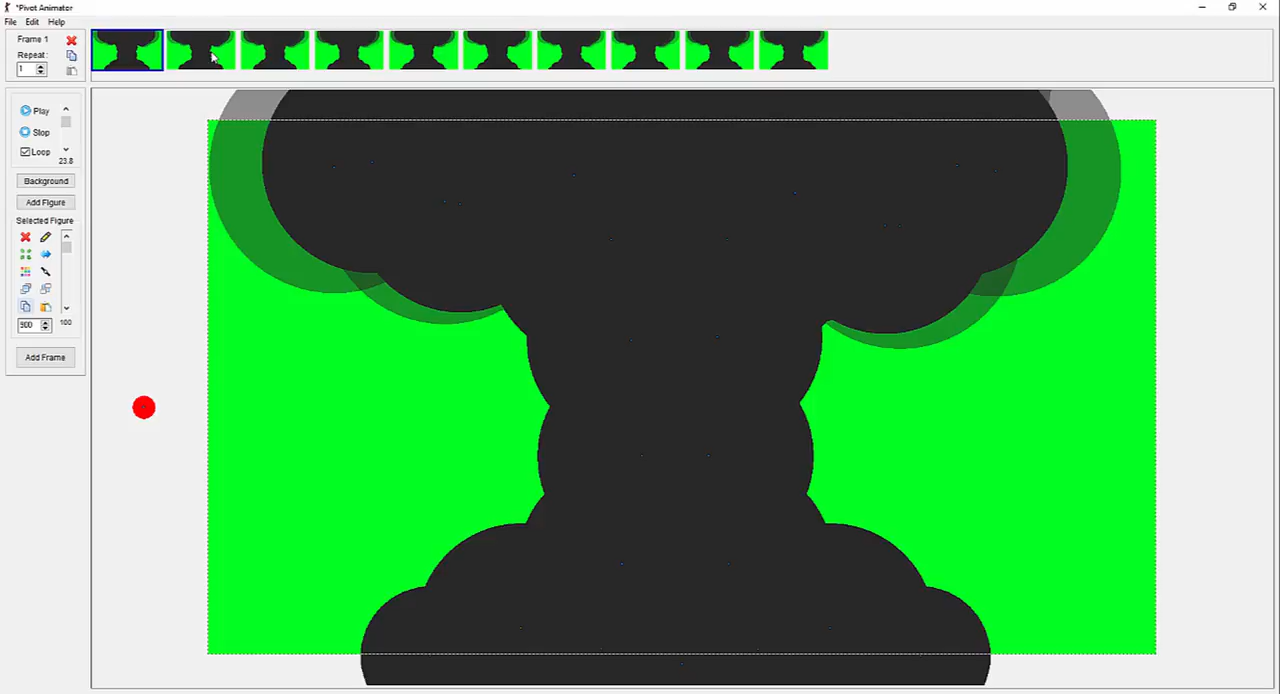 *Pivot Animator
File Edit Help
Frame 1
Repeat:
1
Play
Stop
Loop
23.8
Background
Add Figure
Selected Figure
900
100
Add Frame